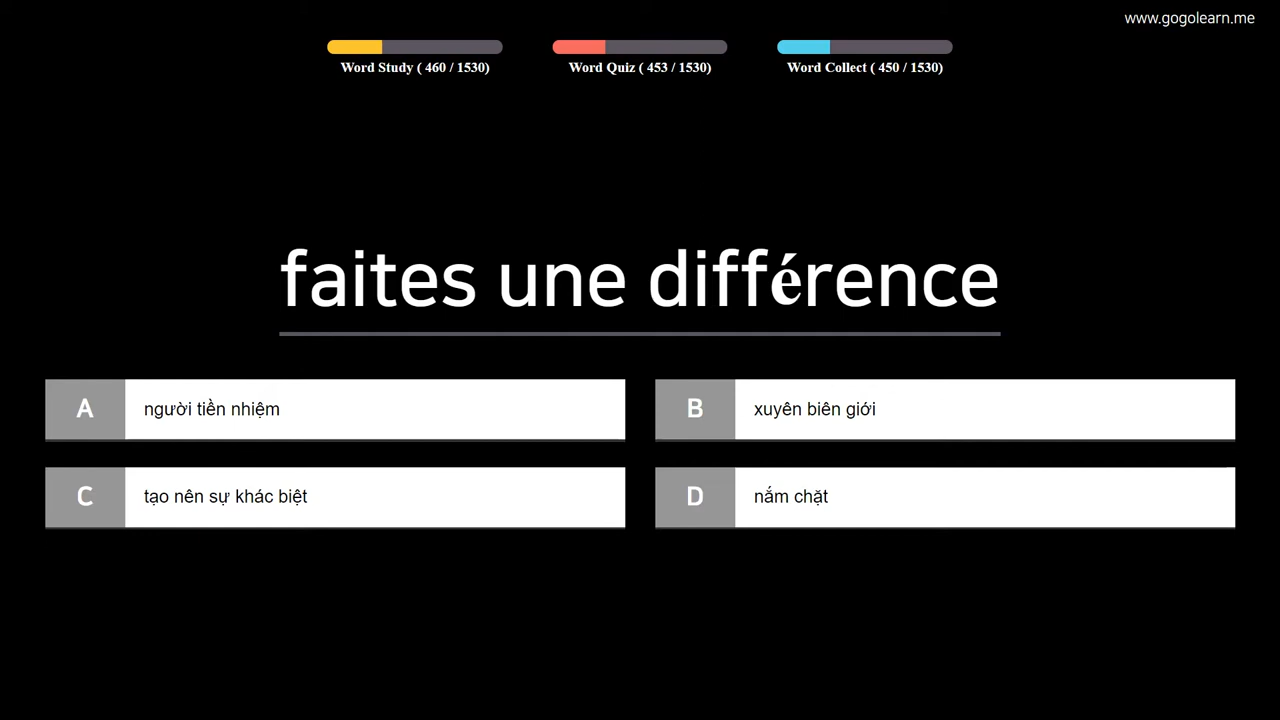 www.gogolearn.me
Word Study ( 460 / 1530)
Word Quiz ( 453 / 1530)
Word Collect ( 450 / 1530)
faites une différence
A người tiền nhiệm
B xuyên biên giới
C tạo nên sự khác biệt
D nắm chặt